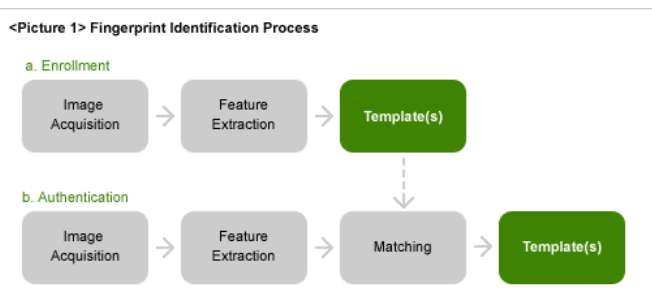 <Picture 1> Fingerprint Identification Process
a. Enrollment
Image
Acquisition
Feature
Extraction
Template(s)
b. Authentication
Image
Acquisition
Feature
Extraction
Matching
Template(s)